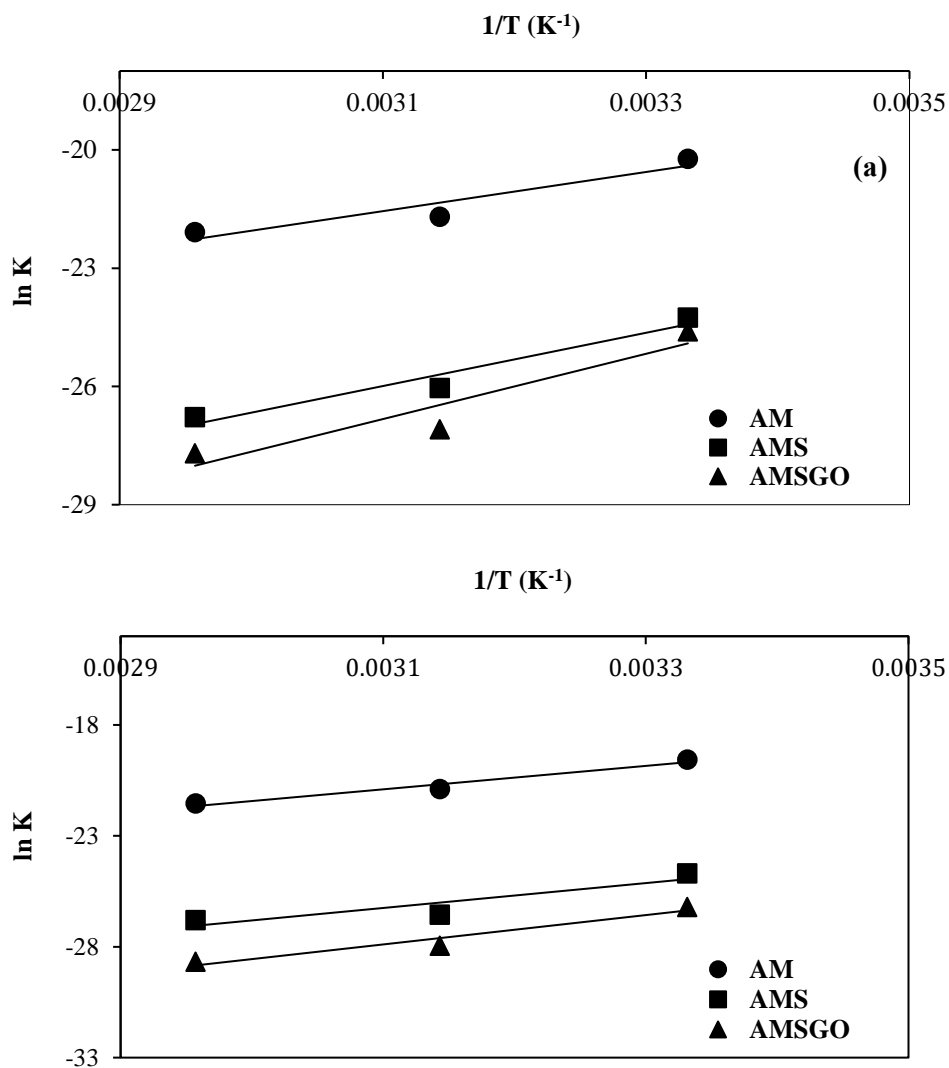 1/T (K⁻¹)
0.0029 0.0031 0.0033 0.0035
-20
(a)
-23
ln K
-26
AM
AMS
AMSGO
-29
1/T (K⁻¹)
0.0029 0.0031 0.0033 0.0035
-18
-23
ln K
-28
AM
AMS
AMSGO
-33